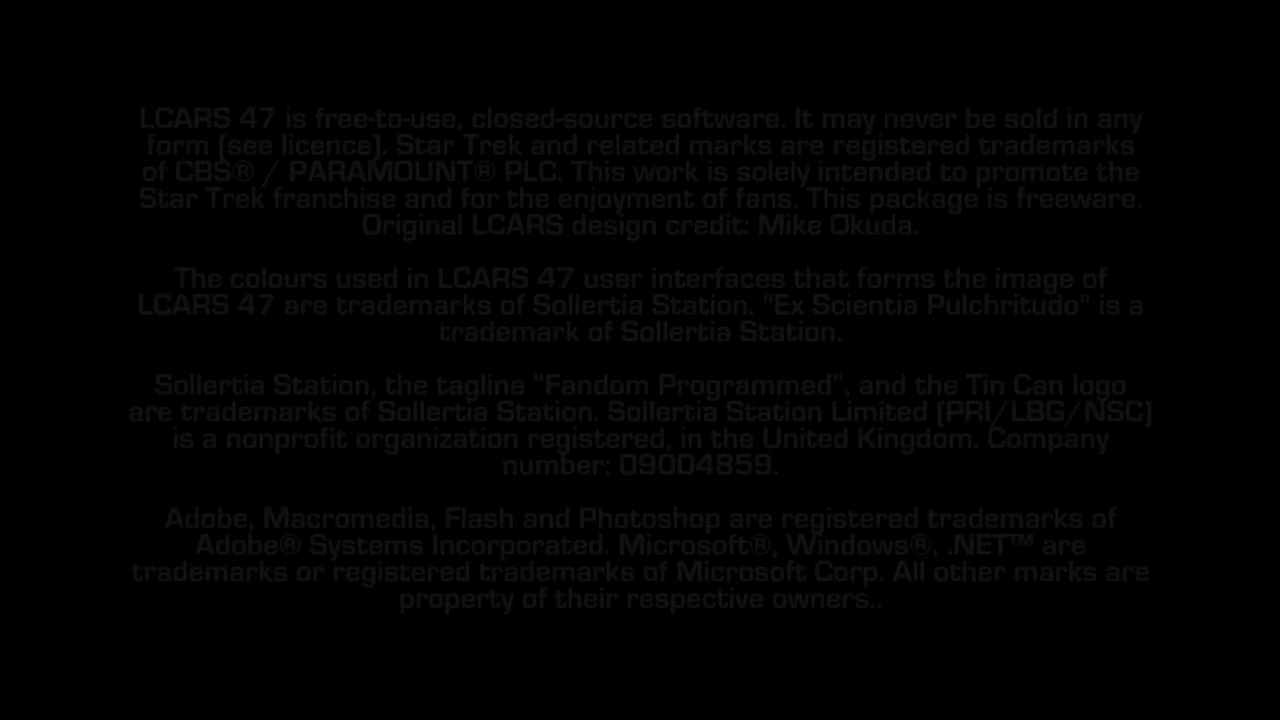 LCARS 47 is free-to-use, closed-source software. It may never be sold in any
form (see licence). Star Trek and related marks are registered trademarks
of CBS® / PARAMOUNT® PLC. This work is solely intended to promote the
Star Trek franchise and for the enjoyment of fans. This package is freeware.
Original LCARS design credit: Mike Okuda.
The colours used in LCARS 47 user interfaces that forms the image of
LCARS 47 are trademarks of Sollertia Station. "Ex Scientia Pulchritudo" is a
trademark of Sollertia Station.
Sollertia Station, the tagline "Fandom Programmed", and the Tin Can logo
are trademarks of Sollertia Station. Sollertia Station Limited (PRI/LBG/NSC)
is a nonprofit organization registered, in the United Kingdom. Company
number: 09004859.
Adobe, Macromedia, Flash and Photoshop are registered trademarks of
Adobe® Systems Incorporated. Microsoft®, Windows®, .NET™ are
trademarks or registered trademarks of Microsoft Corp. All other marks are
property of their respective owners..